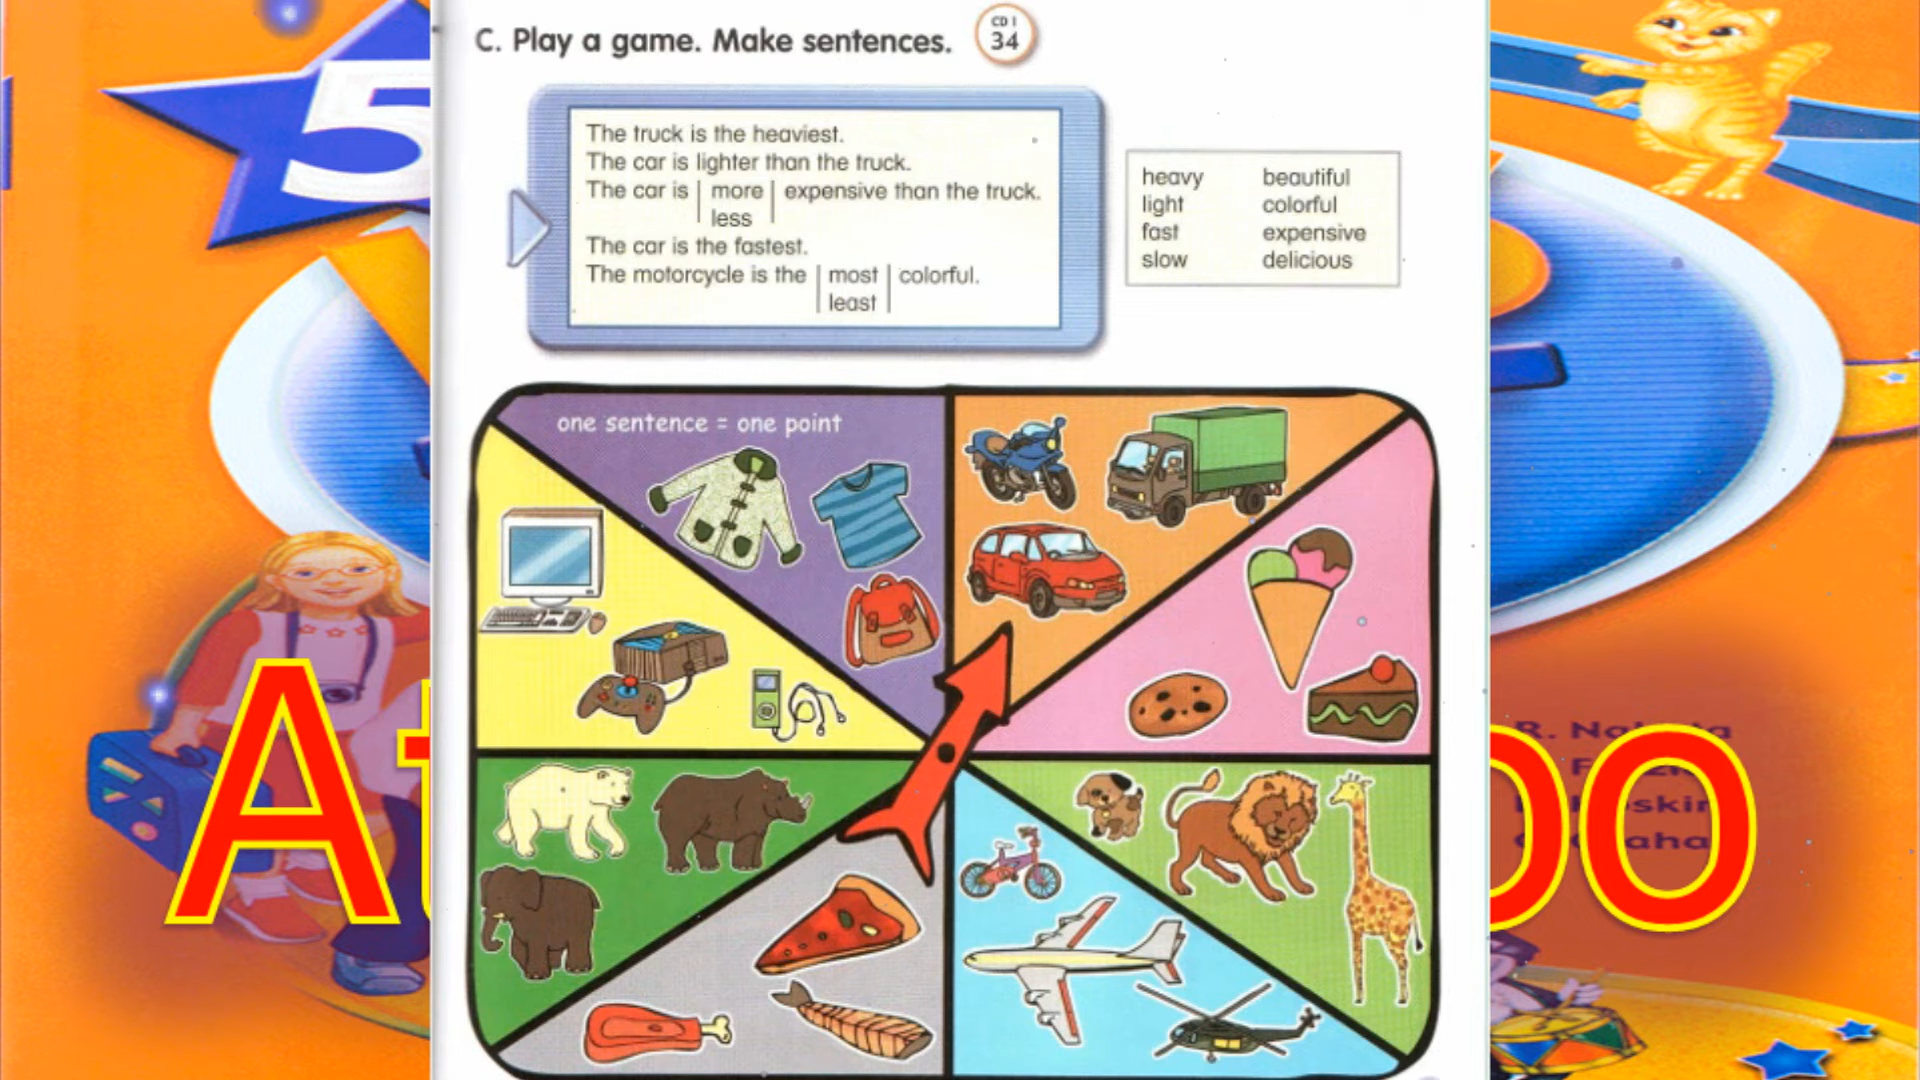 C. Play a game. Make sentences.
CD 1
34
The truck is the heaviest.
The car is lighter than the truck.
The car is | more | expensive than the truck.
less
The car is the fastest.
The motorcycle is the | most | colorful.
least
heavy beautiful
light colorful
fast expensive
slow delicious
one sentence = one point
5
A
R.